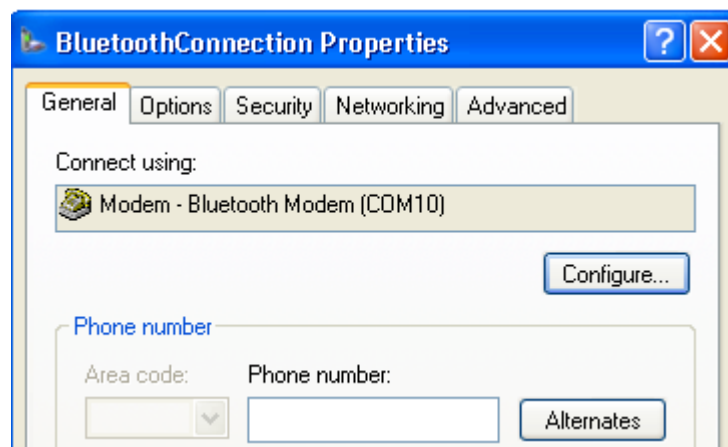 BluetoothConnection Properties
General Options Security Networking Advanced
Connect using:
Modem - Bluetooth Modem (COM10)
Configure...
Phone number
Area code: Phone number:
Alternates